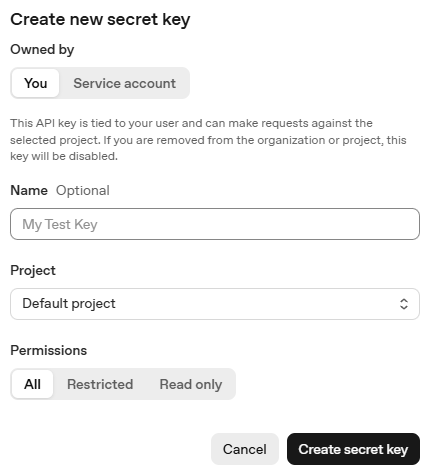 Create new secret key
Owned by
You Service account
This API key is tied to your user and can make requests against the
selected project. If you are removed from the organization or project, this
key will be disabled.
Name Optional
My Test Key
Project
Default project
Permissions
All Restricted Read only
Cancel Create secret key